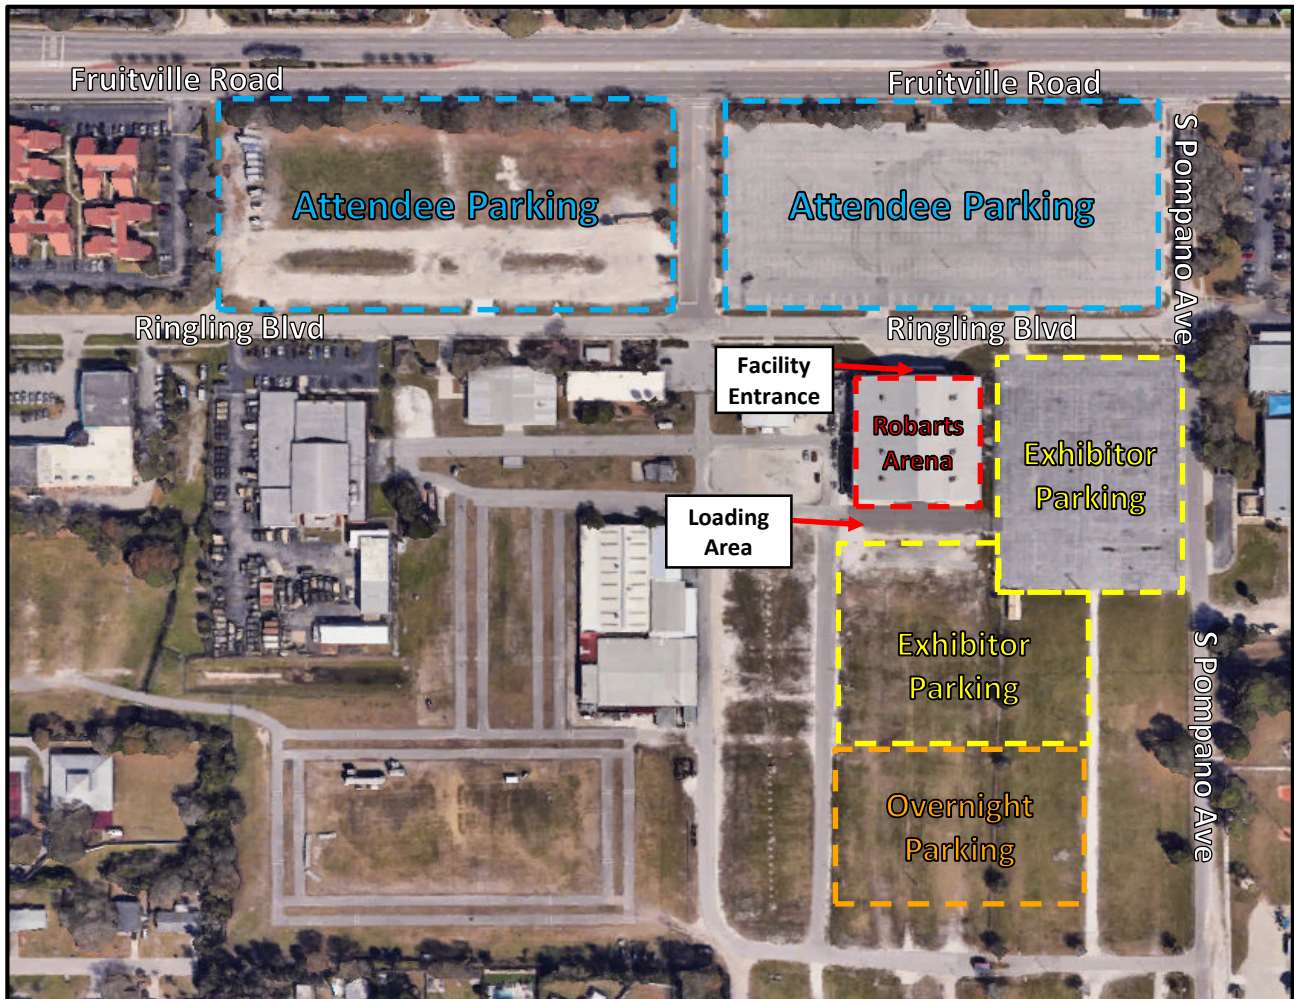 Fruitville Road
Fruitville Road
S Pompano Ave
Attendee Parking
Attendee Parking
Ringling Blvd
Ringling Blvd
Facility
Entrance
Robarts
Arena
Exhibitor
Parking
Loading
Area
Exhibitor
Parking
S Pompano Ave
Overnight
Parking